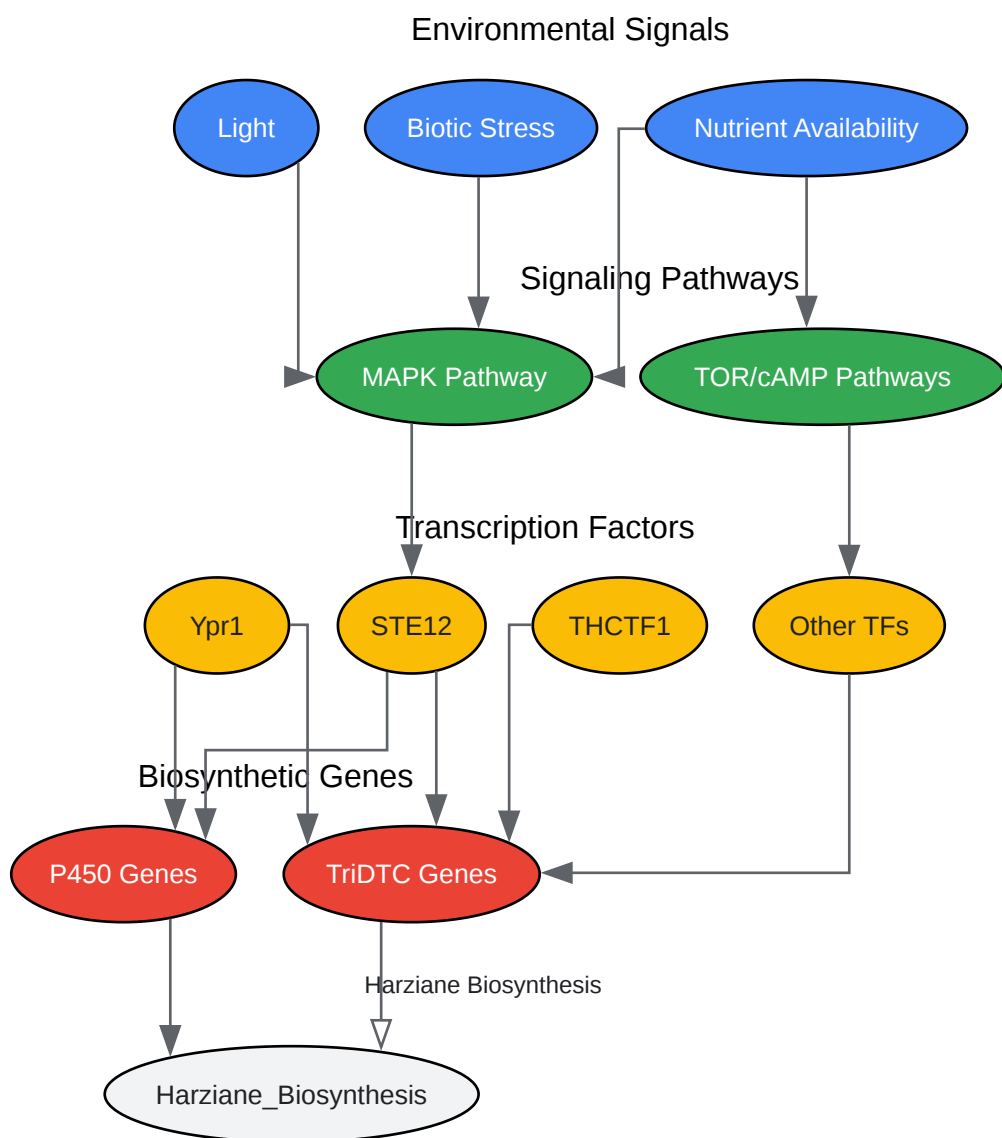 Environmental Signals
Light
Biotic Stress
Nutrient Availability
Signaling Pathways
MAPK Pathway
TOR/cAMP Pathways
Transcription Factors
Ypr1
STE12
THCTF1
Other TFs
Biosynthetic Genes
P450 Genes
TriDTC Genes
Harziane Biosynthesis
Harziane_Biosynthesis